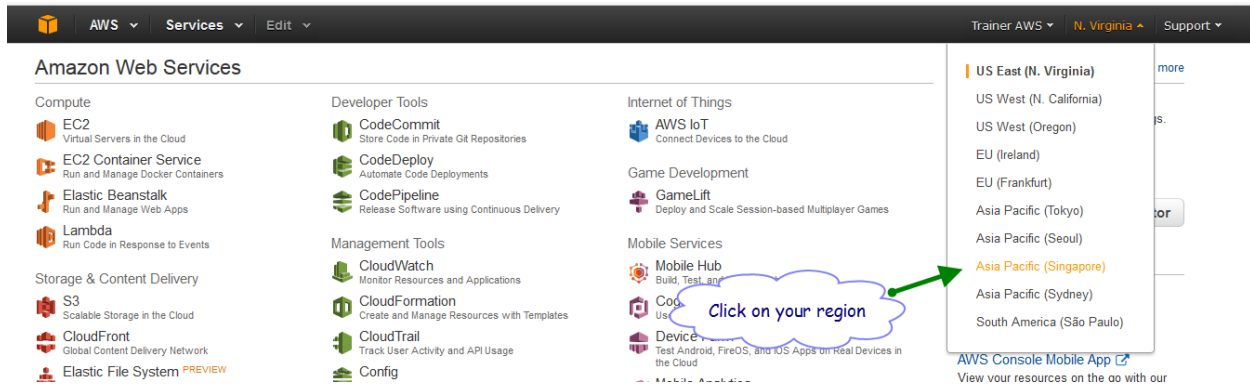 AWS Services Edit Trainer AWS N. Virginia Support
Amazon Web Services
Compute
EC2
Virtual Servers in the Cloud
EC2 Container Service
Run and Manage Docker Containers
Elastic Beanstalk
Run and Manage Web Apps
Lambda
Run Code in Response to Events
Storage & Content Delivery
S3
Scalable Storage in the Cloud
CloudFront
Global Content Delivery Network
Elastic File System PREVIEW
Developer Tools
CodeCommit
Store Code in Private Git Repositories
CodeDeploy
Automate Code Deployments
CodePipeline
Release Software using Continuous Delivery
Management Tools
CloudWatch
Monitor Resources and Applications
CloudFormation
Create and Manage Resources with Templates
CloudTrail
Track User Activity and API Usage
Config
Internet of Things
AWS IoT
Connect Devices to the Cloud
Game Development
GameLift
Deploy and Scale Session-based Multiplayer Games
Mobile Services
Mobile Hub
Build, Test, and
Click on your region
Device
Test Android, FireOS, and iOS Apps on Real Devices in
the Cloud
Mobile Analytics
US East (N. Virginia)
US West (N. California)
US West (Oregon)
EU (Ireland)
EU (Frankfurt)
Asia Pacific (Tokyo)
Asia Pacific (Seoul)
Asia Pacific (Singapore)
Asia Pacific (Sydney)
South America (São Paulo)
more
AWS Console Mobile App
View your resources on the go with our